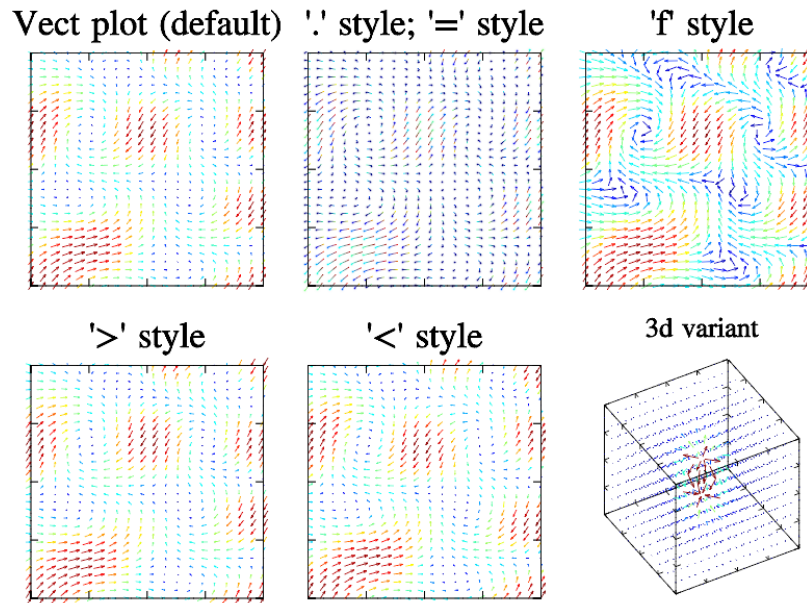 Vect plot (default)
'.' style; '=' style
'f' style
'>' style
'<' style
3d variant